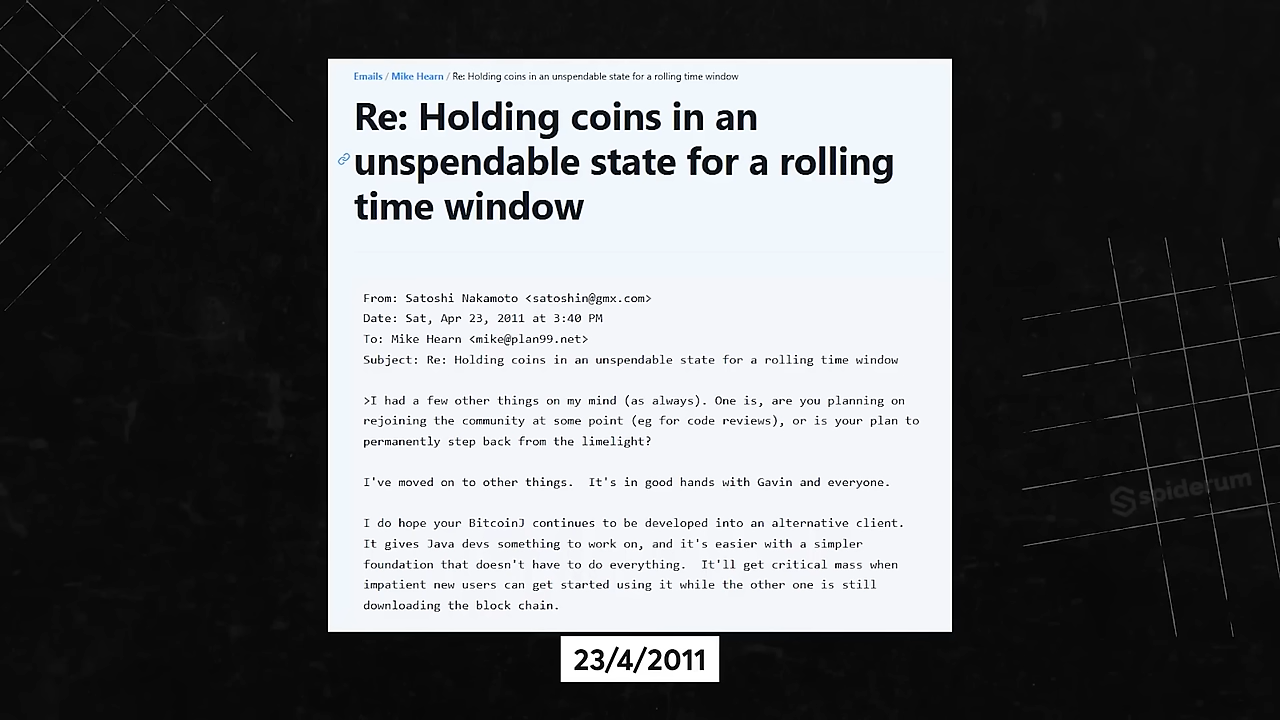 Emails / Mike Hearn / Re: Holding coins in an unspendable state for a rolling time window
Re: Holding coins in an
unspendable state for a rolling
time window
From: Satoshi Nakamoto <satoshin@gmx.com>
Date: Sat, Apr 23, 2011 at 3:40 PM
To: Mike Hearn <mike@plan99.net>
Subject: Re: Holding coins in an unspendable state for a rolling time window
>I had a few other things on my mind (as always). One is, are you planning on
rejoining the community at some point (eg for code reviews), or is your plan to
permanently step back from the limelight?
I've moved on to other things.  It's in good hands with Gavin and everyone.
I do hope your BitcoinJ continues to be developed into an alternative client.
It gives Java devs something to work on, and it's easier with a simpler
foundation that doesn't have to do everything.  It'll get critical mass when
impatient new users can get started using it while the other one is still
downloading the block chain.
spiderum
23/4/2011